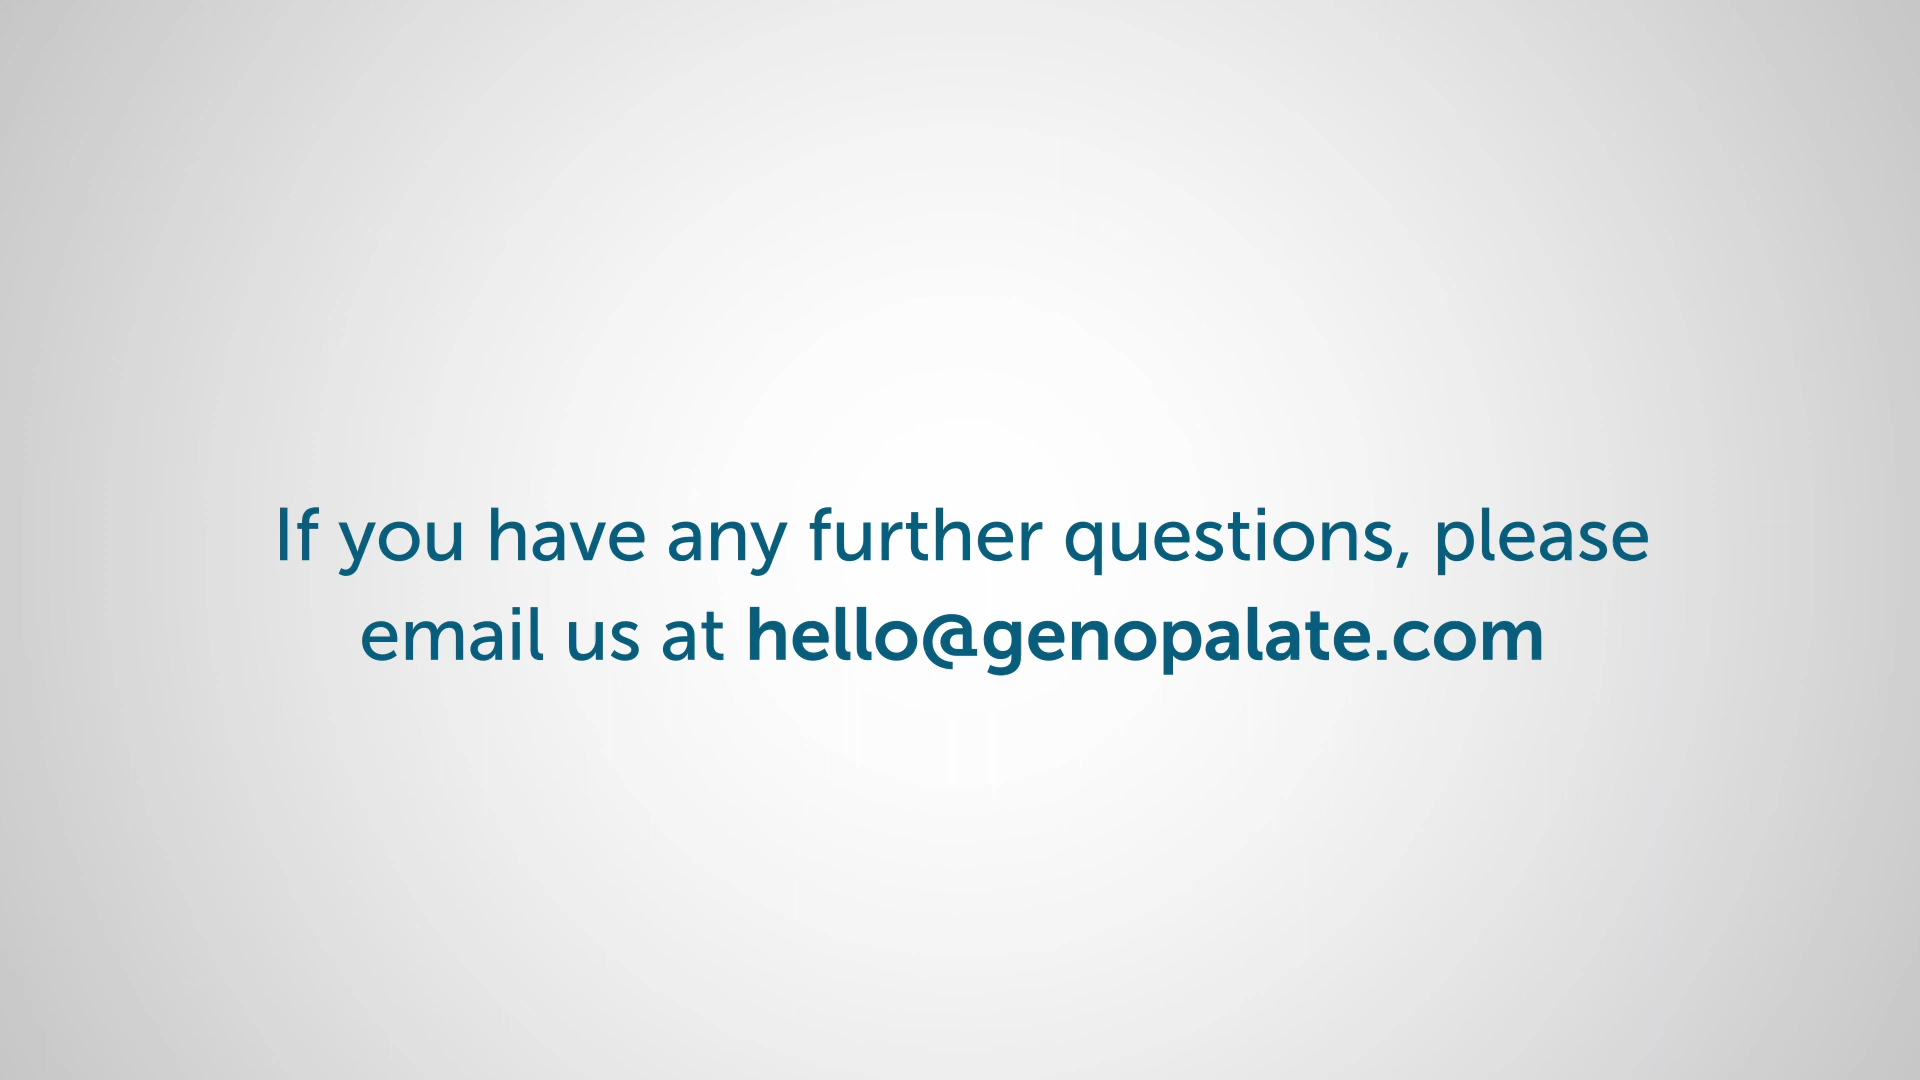 If you have any further questions, please
email us at hello@genopalate.com